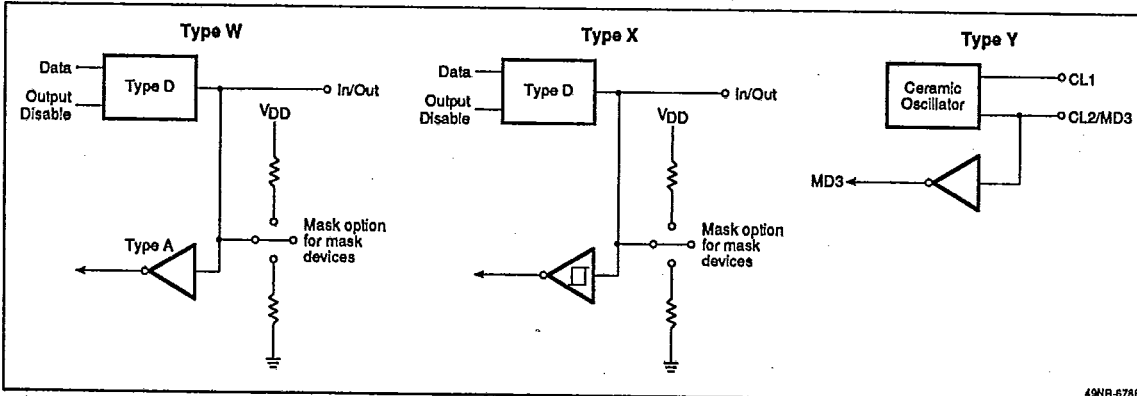 Type W
Data
Output
Disable
Type D
In/Out
VDD
Mask option
for mask
devices
Type A
Type X
Data
Output
Disable
Type D
In/Out
VDD
Mask option
for mask
devices
Type Y
Ceramic
Oscillator
CL1
CL2/MD3
MD3